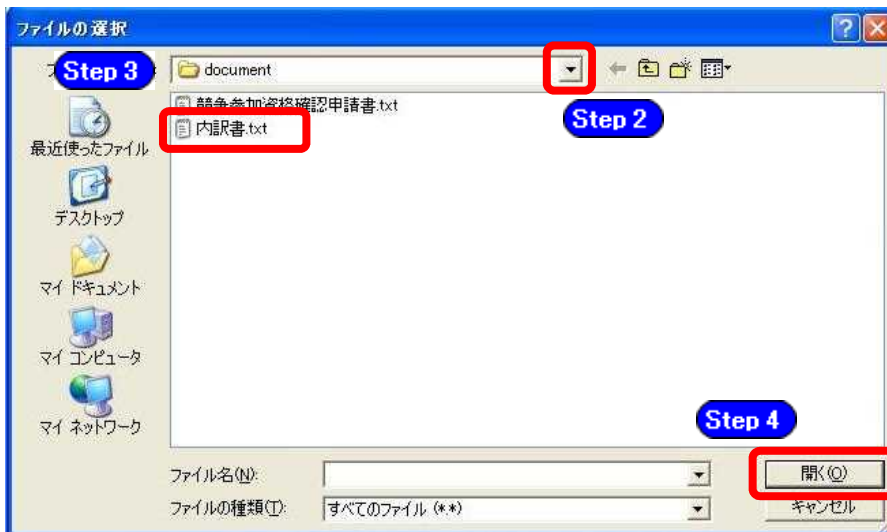 ファイルの選択
Step 3
document
Step 2
競争参加資格確認申請書.txt
内訳書.txt
最近使ったファイル
デスクトップ
マイ ドキュメント
マイ コンピュータ
マイ ネットワーク
Step 4
ファイル名(N):
開く(O)
ファイルの種類(T):
すべてのファイル (*.*)
キャンセル